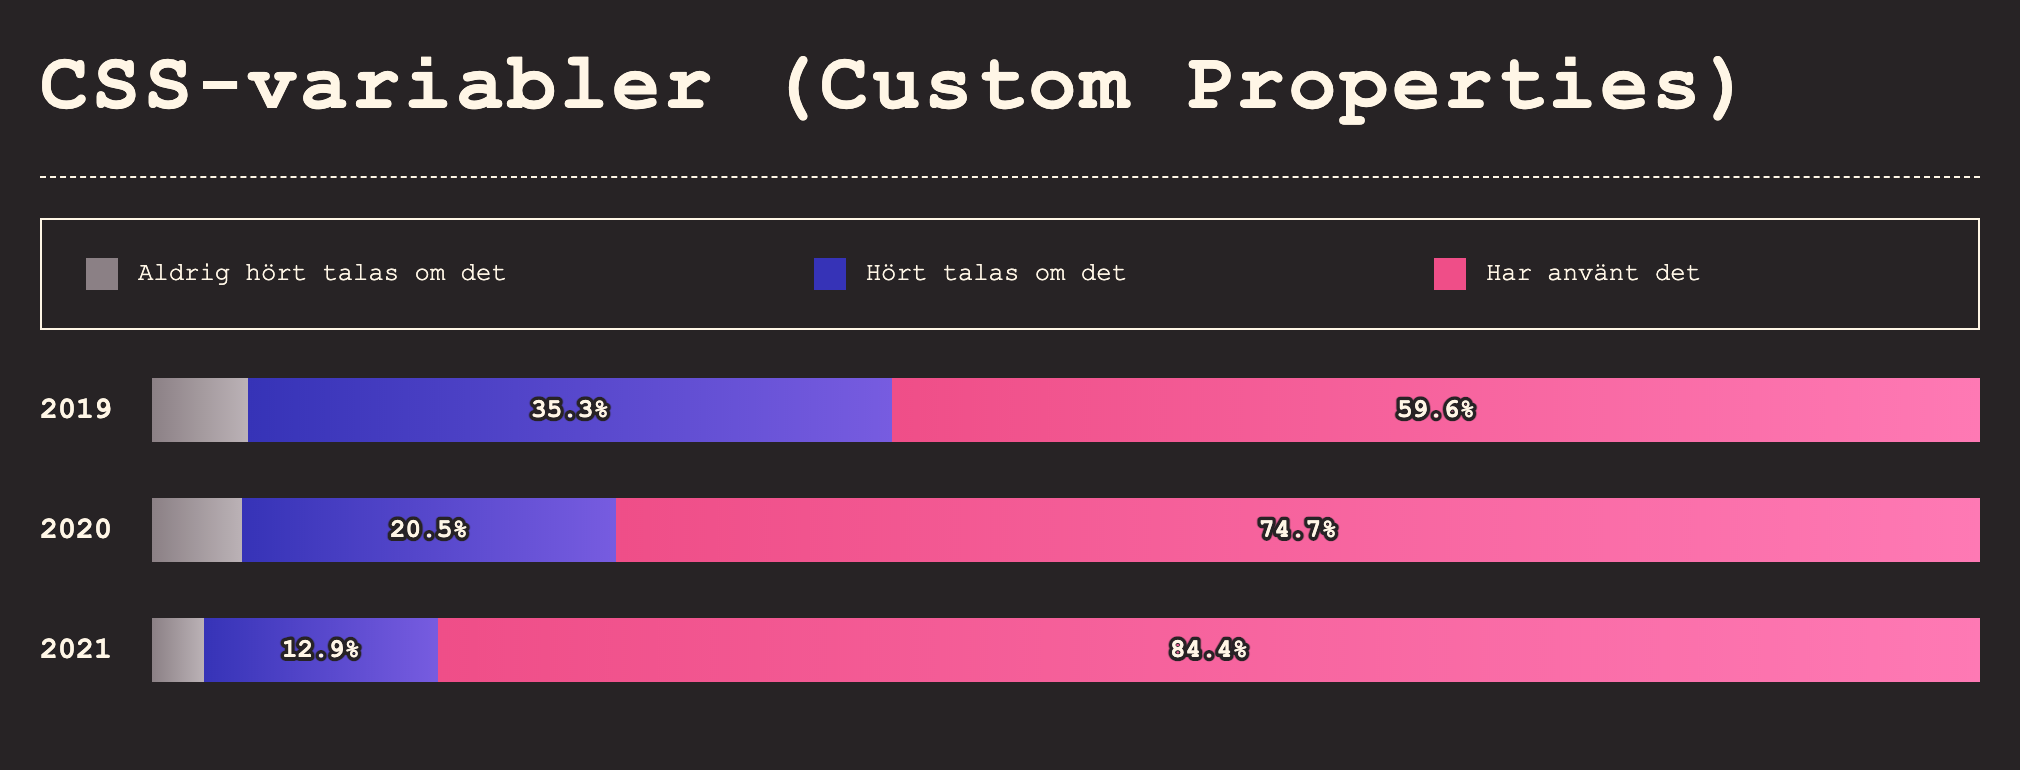 CSS-variabler (Custom Properties)
Aldrig hört talas om det Hört talas om det Har använt det
2019 35.3% 59.6%
2020 20.5% 74.7%
2021 12.9% 84.4%